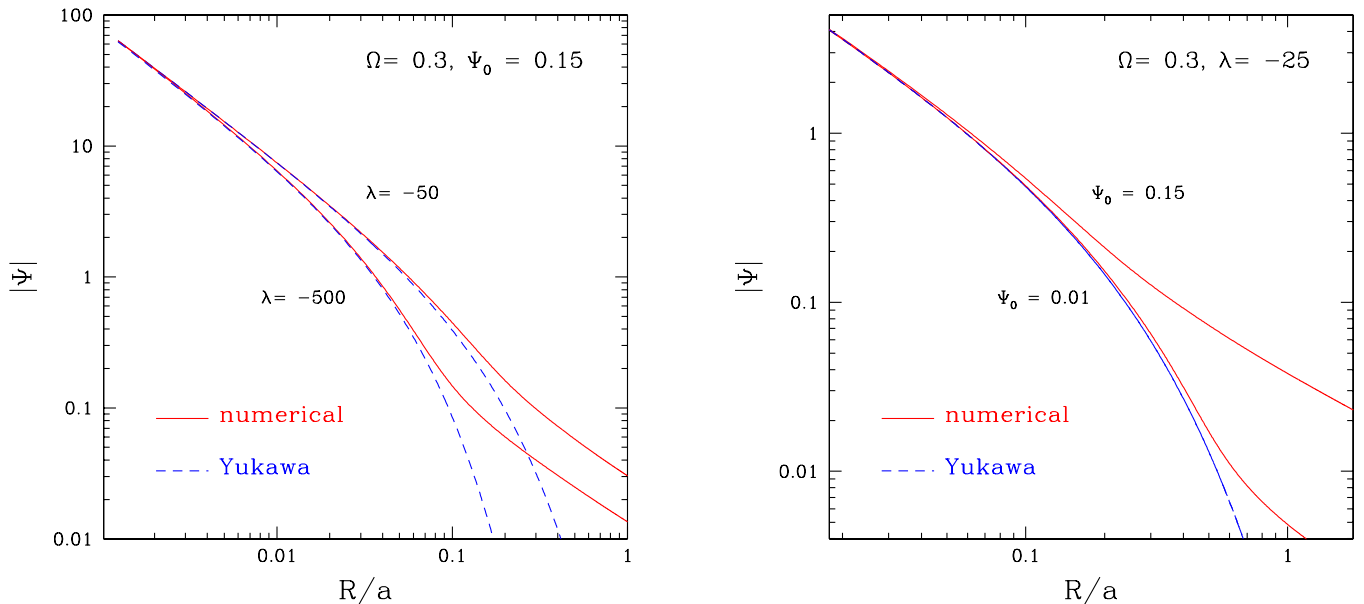 Ω= 0.3, Ψ₀ = 0.15
λ= −50
λ= −500
numerical
Yukawa
100
10
1
0.1
0.01
0.01
0.1
1
|Ψ|
R/a
Ω= 0.3, λ= −25
Ψ₀ = 0.15
Ψ₀ = 0.01
numerical
Yukawa
1
0.1
0.01
0.1
1
|Ψ|
R/a